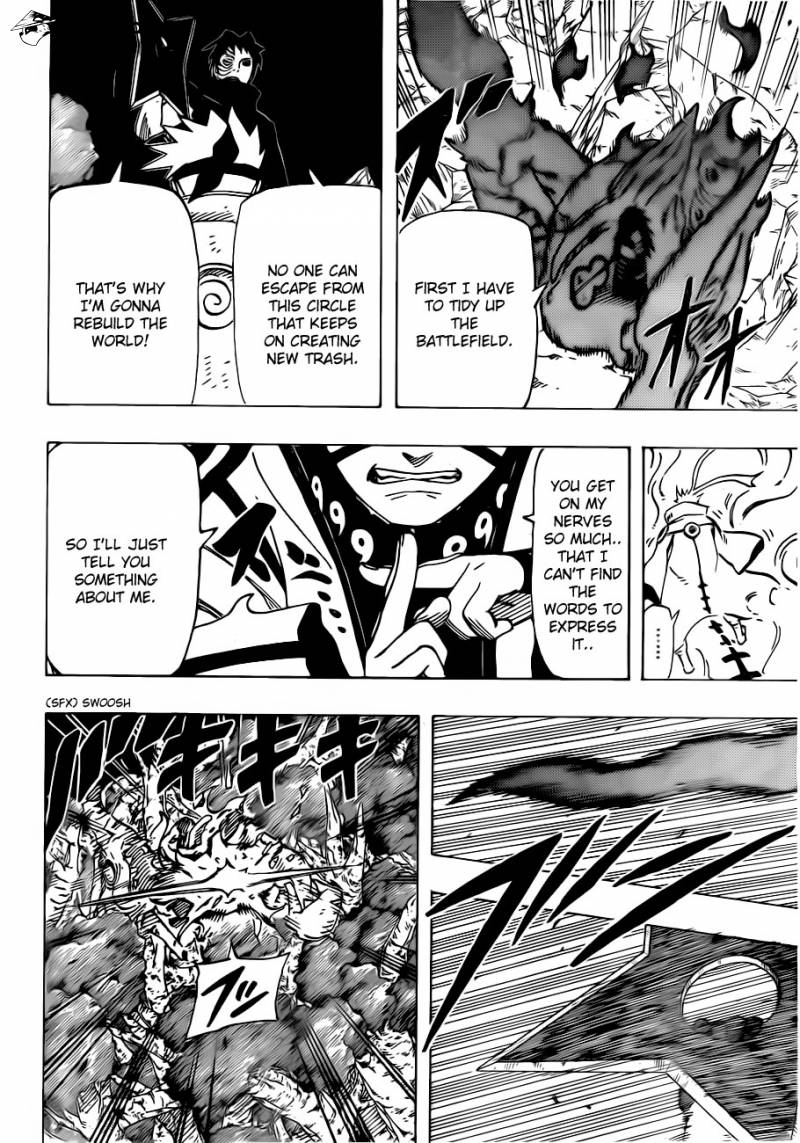 FIRST I HAVE
TO TIDY UP
THE
BATTLEFIELD.
NO ONE CAN
ESCAPE FROM
THIS CIRCLE
THAT KEEPS
ON CREATING
NEW TRASH.
THAT'S WHY
I'M GONNA
REBUILD THE
WORLD!
......
YOU GET
ON MY
NERVES
SO MUCH..
THAT I
CAN'T FIND
THE
WORDS TO
EXPRESS
IT..
SO I'LL JUST
TELL YOU
SOMETHING
ABOUT ME.
(SFX) SWOOSH